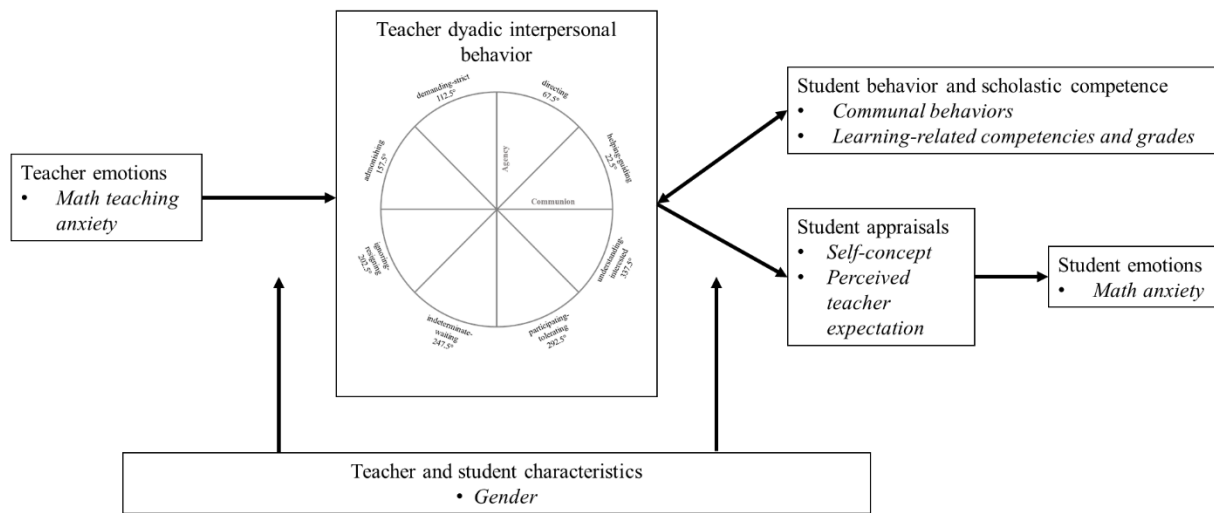 Teacher emotions
• Math teaching
anxiety
Teacher dyadic interpersonal
behavior
demanding-strict
112.5°
directing
67.5°
admonishing
157.5°
helping-guiding
22.5°
Agency
Communion
ignoring-
resigning
202.5°
understanding-
interested
337.5°
indeterminate-
waiting
247.5°
participating-
tolerating
292.5°
Student behavior and scholastic competence
• Communal behaviors
• Learning-related competencies and grades
Student appraisals
• Self-concept
• Perceived
teacher
expectation
Student emotions
• Math anxiety
Teacher and student characteristics
• Gender